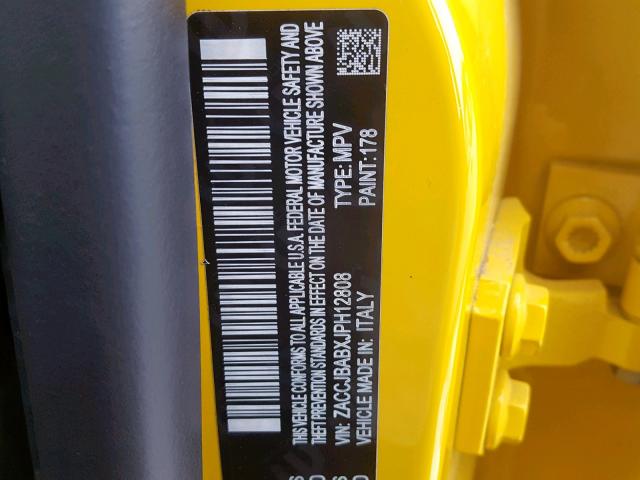 THIS VEHICLE CONFORMS TO ALL APPLICABLE U.S.A. FEDERAL MOTOR VEHICLE SAFETY AND
THEFT PREVENTION STANDARDS IN EFFECT ON THE DATE OF MANUFACTURE SHOWN ABOVE
VIN: ZACCJBABXJPH12808 TYPE: MPV
VEHICLE MADE IN: ITALY PAINT: 178